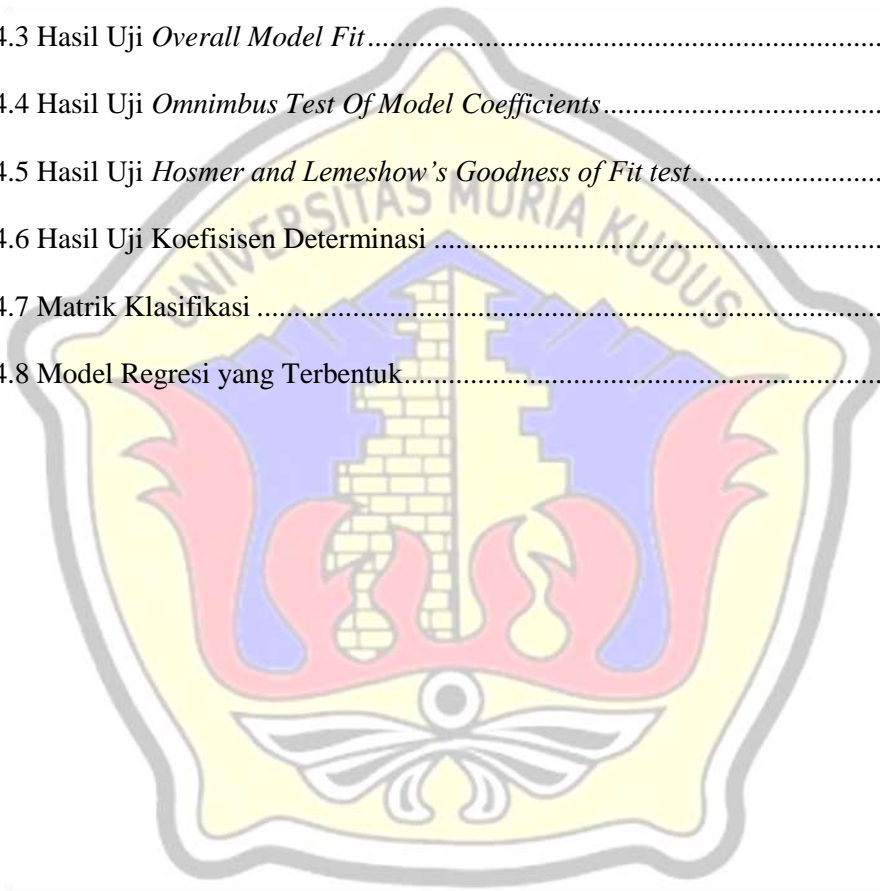 4.3 Hasil Uji Overall Model Fit....................................................................................
4.4 Hasil Uji Omnimbus Test Of Model Coefficients..................................................
4.5 Hasil Uji Hosmer and Lemeshow's Goodness of Fit test...................................
UNIVERSITAS MURIA KUDUS
4.6 Hasil Uji Koefisisen Determinasi ..........................................................................
4.7 Matrik Klasifikasi ...................................................................................................
4.8 Model Regresi yang Terbentuk...............................................................................